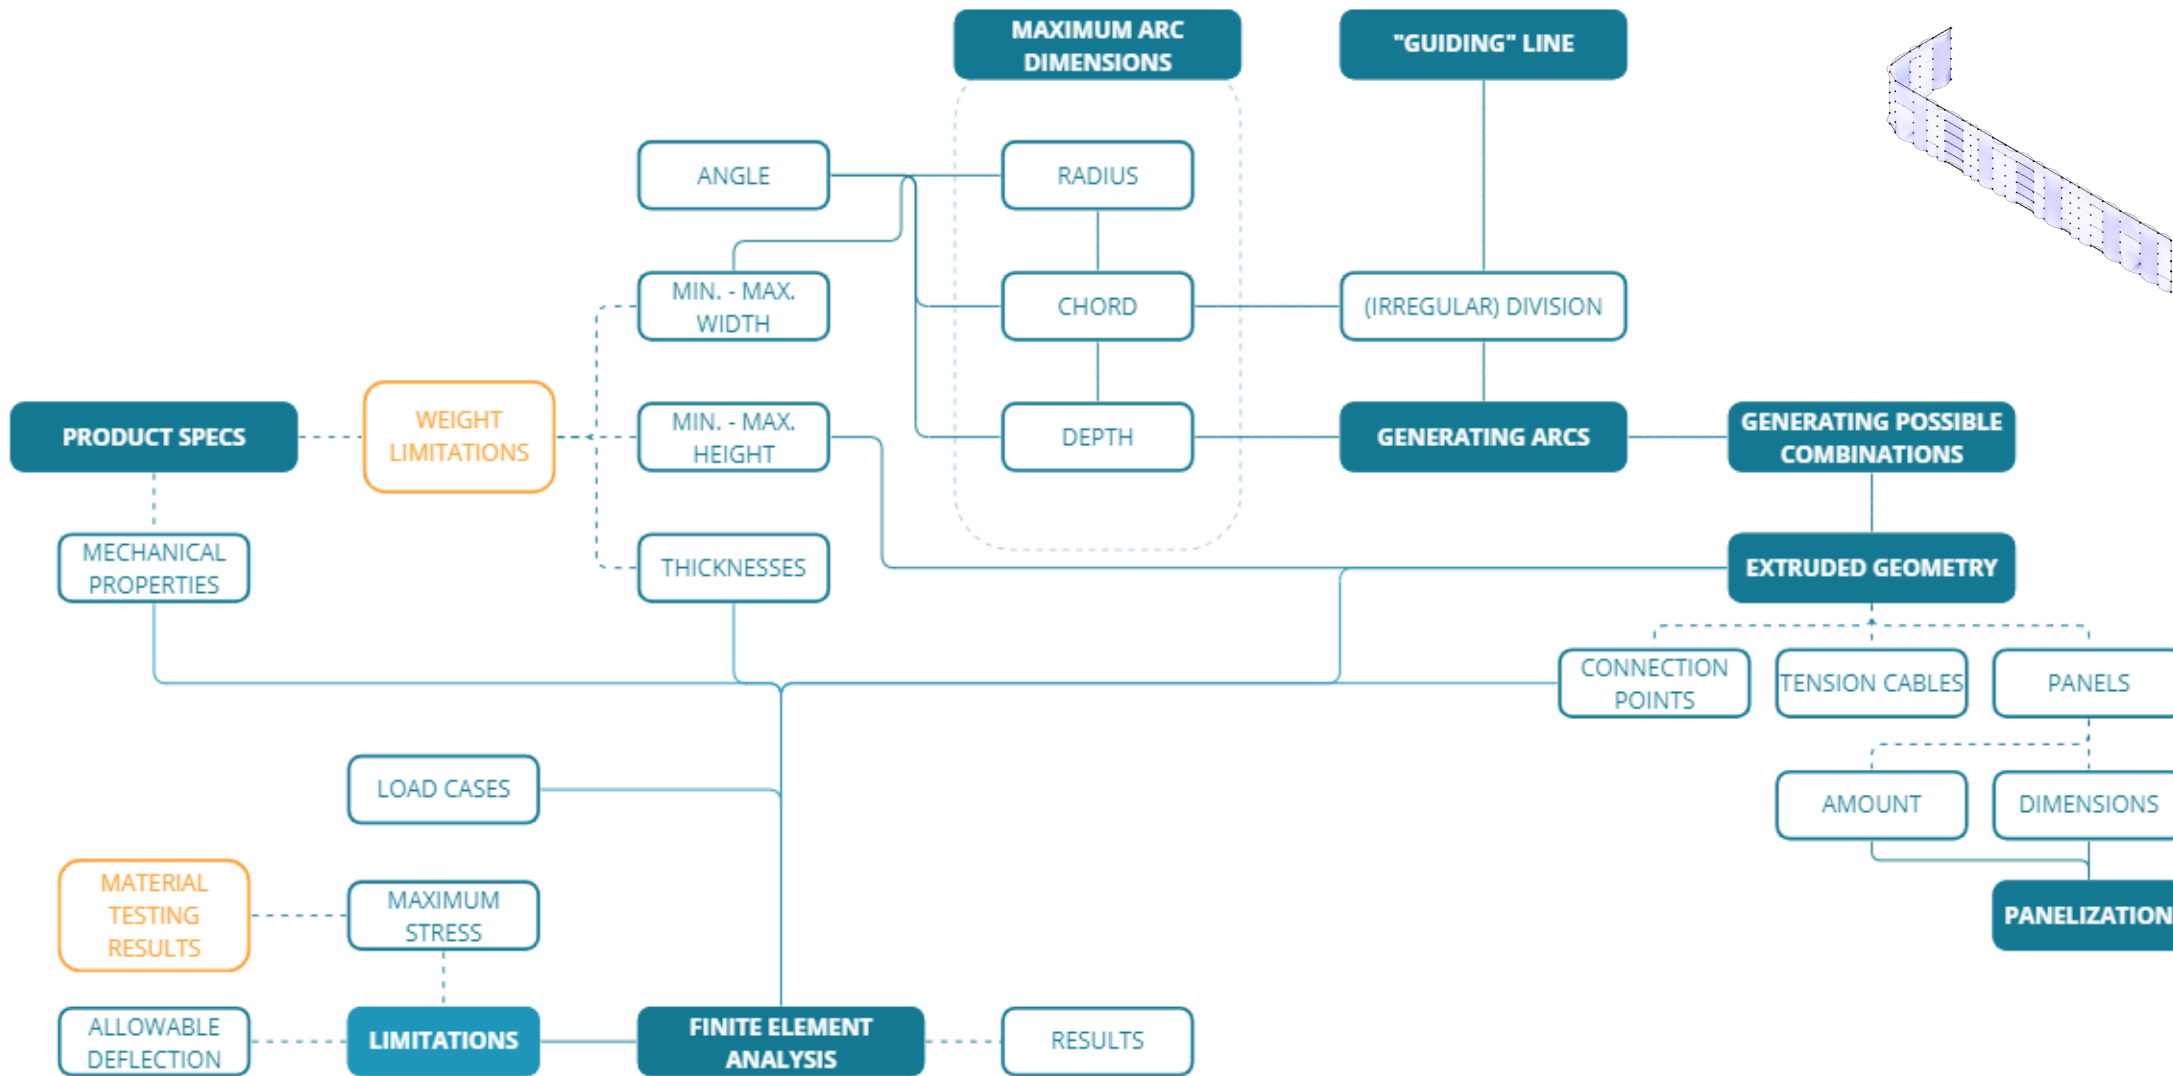 MAXIMUM ARC
DIMENSIONS
"GUIDING" LINE
ANGLE
RADIUS
MIN. - MAX.
WIDTH
CHORD
(IRREGULAR) DIVISION
PRODUCT SPECS
WEIGHT
LIMITATIONS
MIN. - MAX.
HEIGHT
DEPTH
GENERATING ARCS
GENERATING POSSIBLE
COMBINATIONS
MECHANICAL
PROPERTIES
THICKNESSES
EXTRUDED GEOMETRY
CONNECTION
POINTS
TENSION CABLES
PANELS
LOAD CASES
AMOUNT
DIMENSIONS
MATERIAL
TESTING
RESULTS
MAXIMUM
STRESS
PANELIZATION
ALLOWABLE
DEFLECTION
LIMITATIONS
FINITE ELEMENT
ANALYSIS
RESULTS